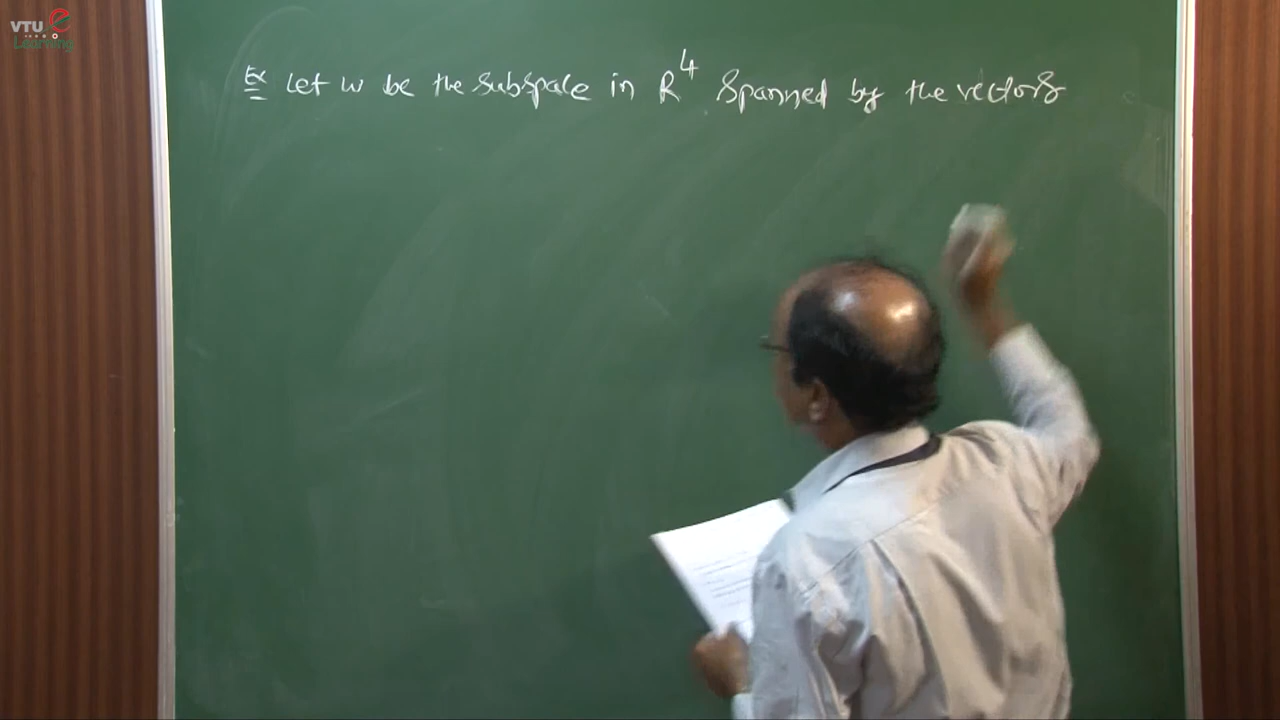 VTU e
Learning
Ex Let W be the subspace in R⁴ spanned by the vectors